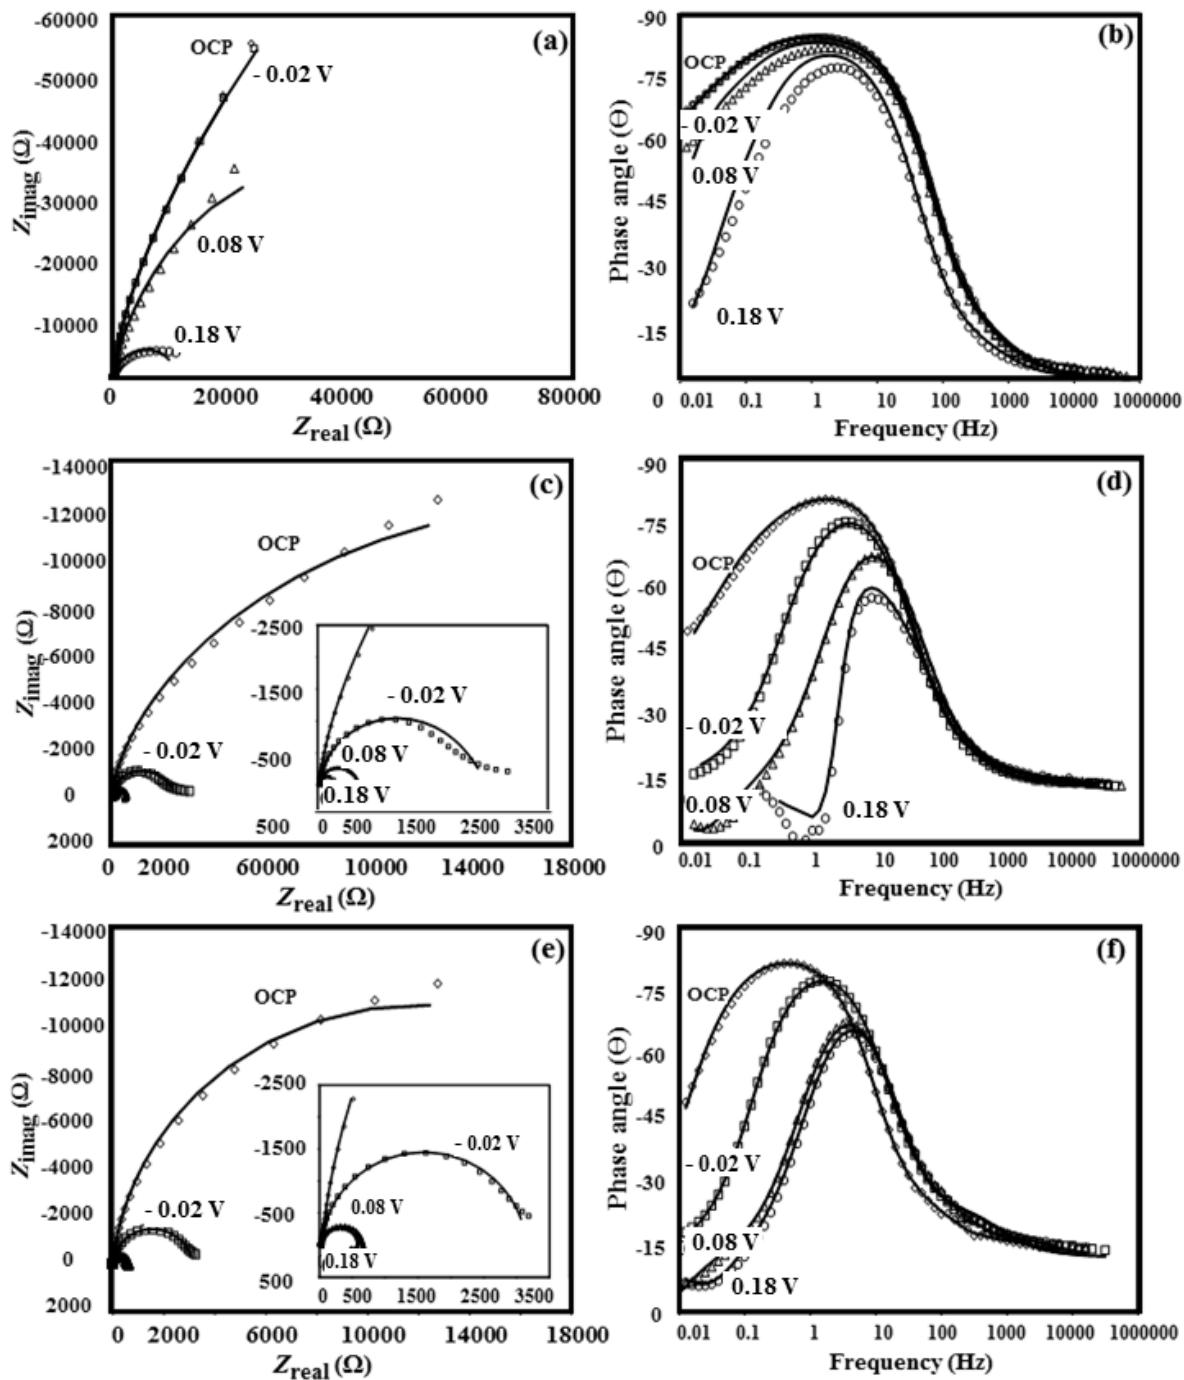 (a)
-60000
-50000
-40000
-30000
-20000
-10000
Zimag (Ω)
OCP
- 0.02 V
0.08 V
0.18 V
0 20000 40000 60000 80000
Zreal (Ω)
(b)
-90
-75
-60
-45
-30
-15
0
Phase angle (Θ)
OCP
- 0.02 V
0.08 V
0.18 V
0.01 0.1 1 10 100 1000 10000 1000000
Frequency (Hz)
(c)
-14000
-12000
-10000
-8000
-6000
-4000
-2000
0
2000
Zimag (Ω)
OCP
- 0.02 V
-2500
-1500
-500
500
- 0.02 V
0.08 V
0.18 V
0 500 1500 2500 3500
0 2000 60000 10000 14000 18000
Zreal (Ω)
(d)
-90
-75
-60
-45
-30
-15
0
Phase angle (Θ)
OCP
- 0.02 V
0.08 V
0.18 V
0.01 0.1 1 10 100 1000 10000 1000000
Frequency (Hz)
(e)
-14000
-12000
-10000
-8000
-6000
-4000
-2000
0
2000
Zimag (Ω)
OCP
- 0.02 V
-2500
-1500
-500
500
- 0.02 V
0.08 V
0.18 V
0 500 1500 2500 3500
0 2000 6000 10000 14000 18000
Zreal (Ω)
(f)
-90
-75
-60
-45
-30
-15
0
Phase angle (Θ)
OCP
- 0.02 V
0.08 V
0.18 V
0.01 0.1 1 10 100 1000 10000 1000000
Frequency (Hz)